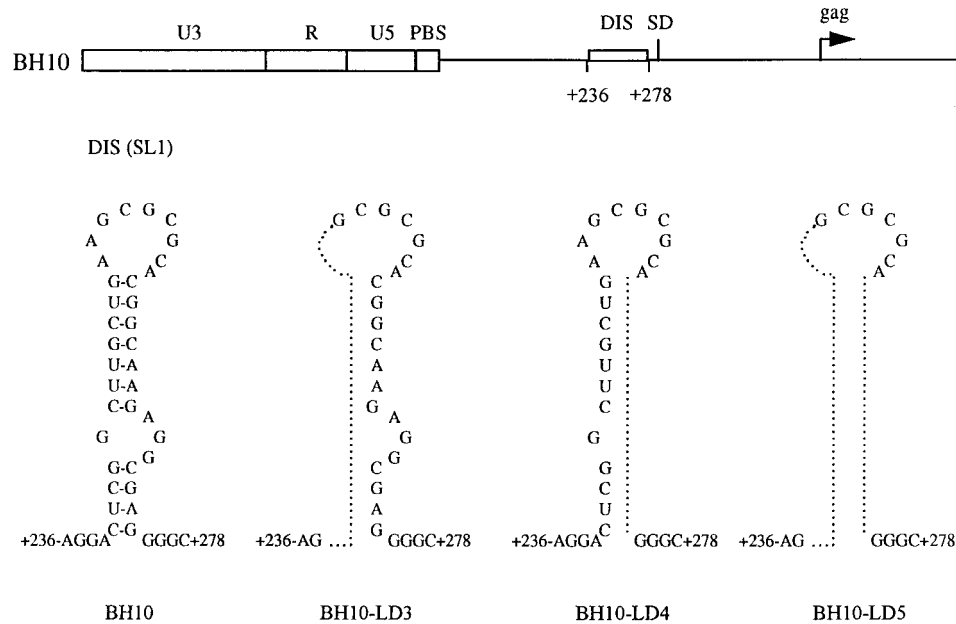 U3 R U5 PBS DIS SD gag
BH10
+236 +278
DIS (SL1)
G C G C G A C A A G
G-C
U-G
C-G
G-C
U-A
U-A
C-G
G A G G
G-C
C-G
U-A
C-G
+236-AGGA GGGC+278
BH10
G C G C G A C
C
G
G
C
A
A
G
A
G
G
C
G
A
G
+236-AG .... GGGC+278
BH10-LD3
A A G C G C G C A
G
U
C
G
U
U
C
G
G
C
U
C
+236-AGGA GGGC+278
BH10-LD4
G C G C G C A
+236-AG .... GGGC+278
BH10-LD5